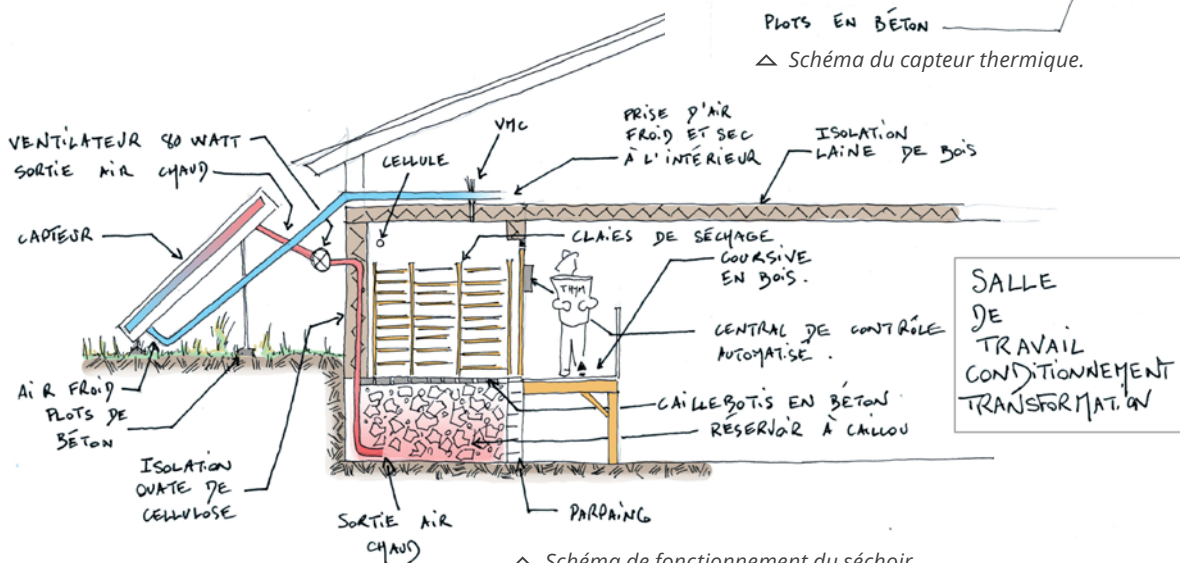 PLOTS EN BÉTON
△ Schéma du capteur thermique.
VENTILATEUR 80 WATT
SORTIE AIR CHAUD
CELLULE
VMC
PRISE D'AIR
FROID ET SEC
À L'INTÉRIEUR
ISOLATION
LAINE DE BOIS
CAPTEUR
CLAIES DE SÉCHAGE
COURSIVE
EN BOIS.
THYM
SALLE
DE
TRAVAIL
CONDITIONNEMENT
TRANSFORMATION
CENTRAL DE CONTRÔLE
AUTOMATISÉ.
AIR FROID
PLOTS DE
BÉTON
CAILLEBOTIS EN BÉTON
RÉSERVOIR À CAILLOU
ISOLATION
OUATE DE
CELLULOSE
SORTIE AIR
CHAUD
PARPAING
△ Schéma de fonctionnement du séchoir